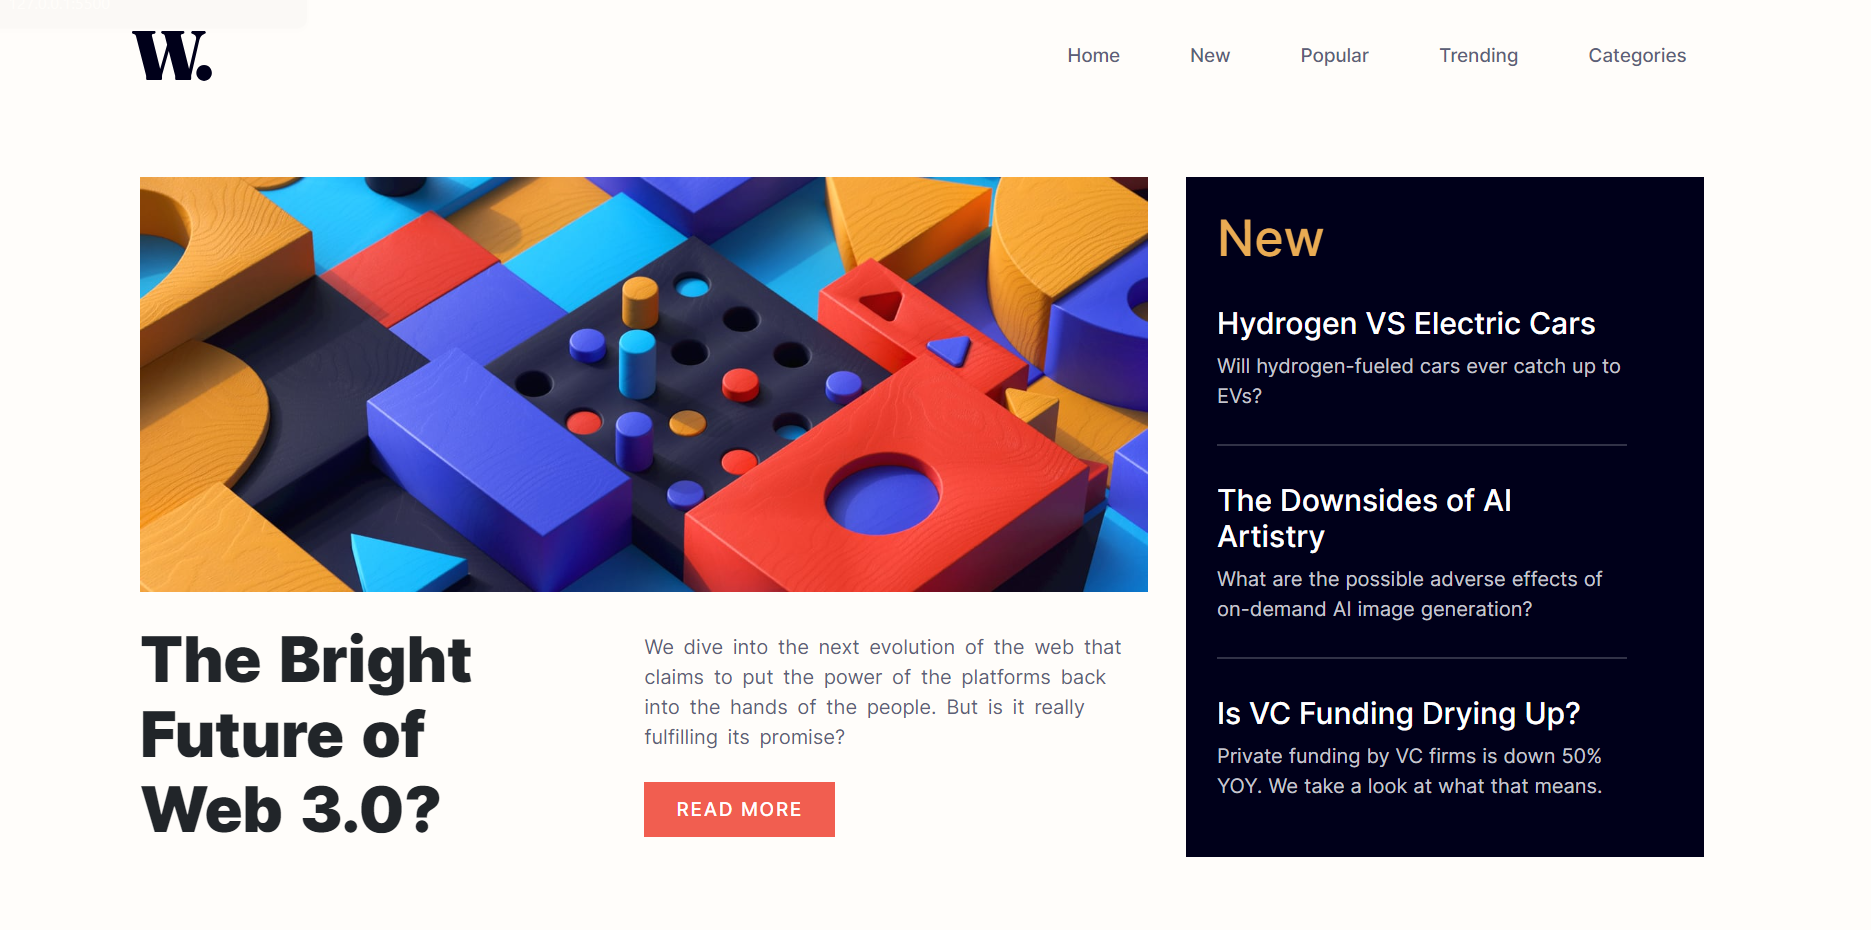 W.
Home New Popular Trending Categories
The Bright
Future of
Web 3.0?
We dive into the next evolution of the web that
claims to put the power of the platforms back
into the hands of the people. But is it really
fulfilling its promise?
READ MORE
New
Hydrogen VS Electric Cars
Will hydrogen-fueled cars ever catch up to
EVs?
The Downsides of AI
Artistry
What are the possible adverse effects of
on-demand AI image generation?
Is VC Funding Drying Up?
Private funding by VC firms is down 50%
YOY. We take a look at what that means.